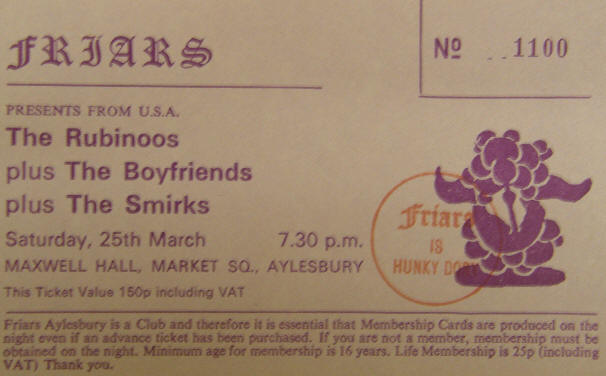 FRIARS
Nº ..1100
PRESENTS FROM U.S.A.
The Rubinoos
plus The Boyfriends
plus The Smirks
Saturday, 25th March 7.30 p.m.
MAXWELL HALL, MARKET SQ., AYLESBURY
This Ticket Value 150p including VAT
Friars
IS
HUNKY DORY
Friars Aylesbury is a Club and therefore it is essential that Membership Cards are produced on the
night even if an advance ticket has been purchased. If you are not a member, membership must be
obtained on the night. Minimum age for membership is 16 years. Life Membership is 25p (including
VAT) Thank you.